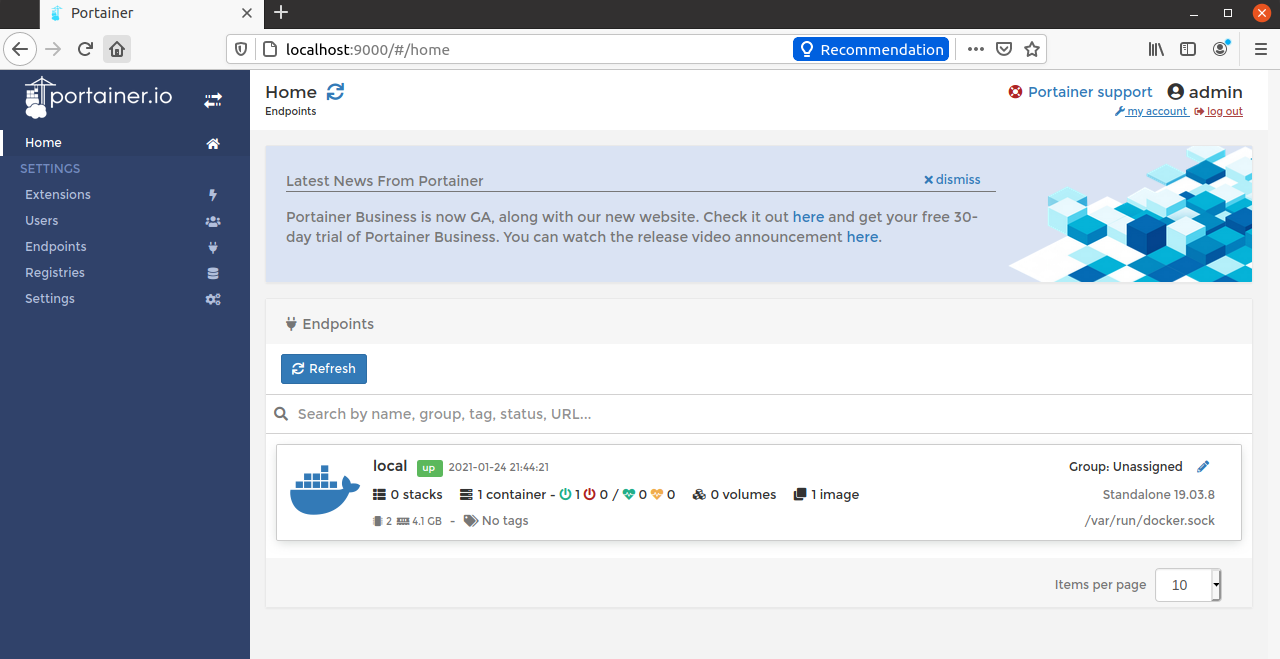 Portainer
localhost:9000/#/home
Recommendation
portainer.io
Home
SETTINGS
Extensions
Users
Endpoints
Registries
Settings
Home
Endpoints
Portainer support
admin
my account
log out
Latest News From Portainer
dismiss
Portainer Business is now GA, along with our new website. Check it out here and get your free 30-
day trial of Portainer Business. You can watch the release video announcement here.
Endpoints
Refresh
Search by name, group, tag, status, URL...
local up 2021-01-24 21:44:21
Group: Unassigned
0 stacks 1 container - 1 0 / 0 0 0 volumes 1 image
Standalone 19.03.8
2 4.1 GB - No tags
/var/run/docker.sock
Items per page 10